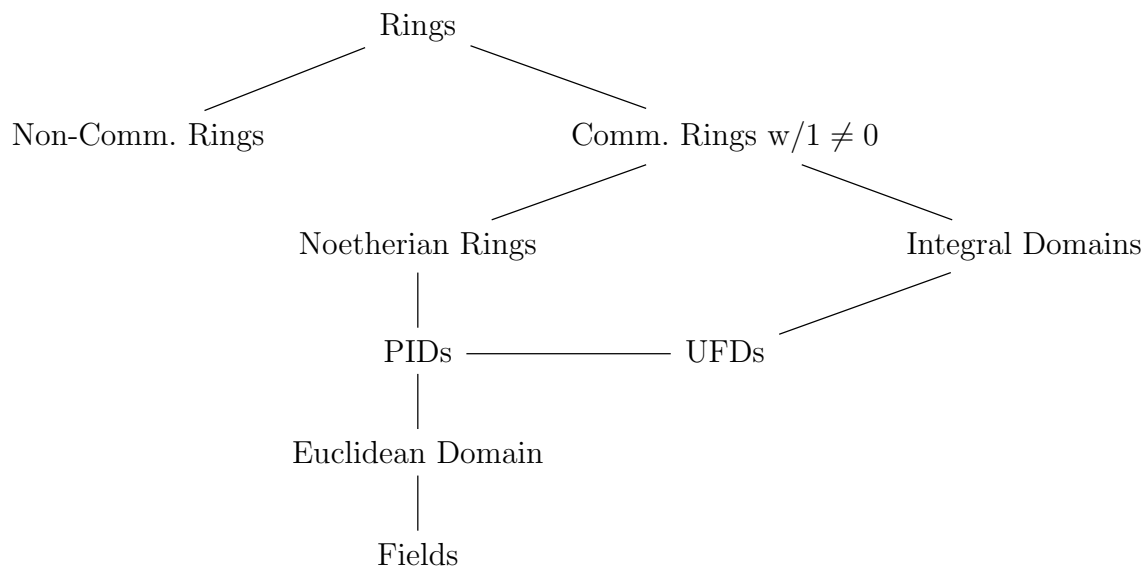 Rings
Non-Comm. Rings
Comm. Rings w/1 ≠ 0
Noetherian Rings
Integral Domains
PIDs
UFDs
Euclidean Domain
Fields